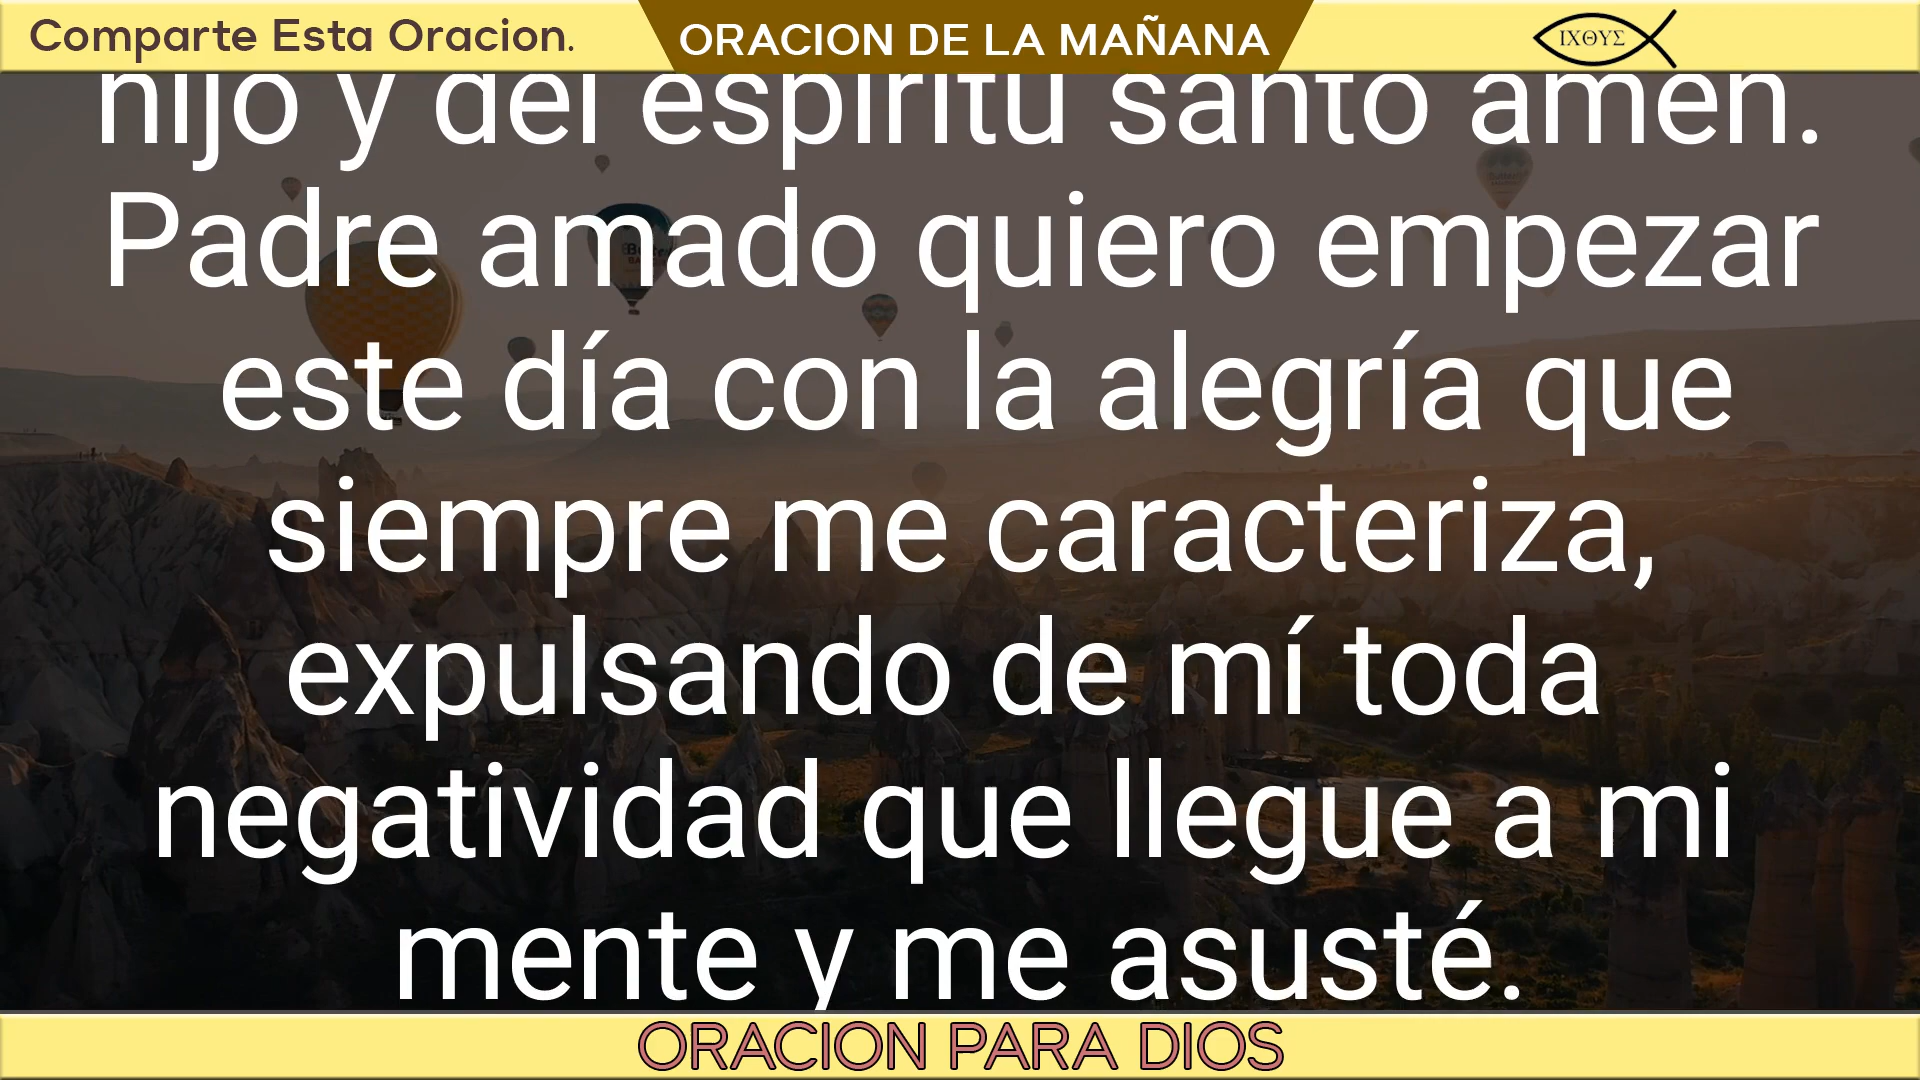 Comparte Esta Oracion.
ORACION DE LA MAÑANA
ΙΧΘΥΣ
hijo y del espíritu santo amén.
Padre amado quiero empezar
este día con la alegría que
siempre me caracteriza,
expulsando de mí toda
negatividad que llegue a mi
mente y me asusté.
ORACION PARA DIOS